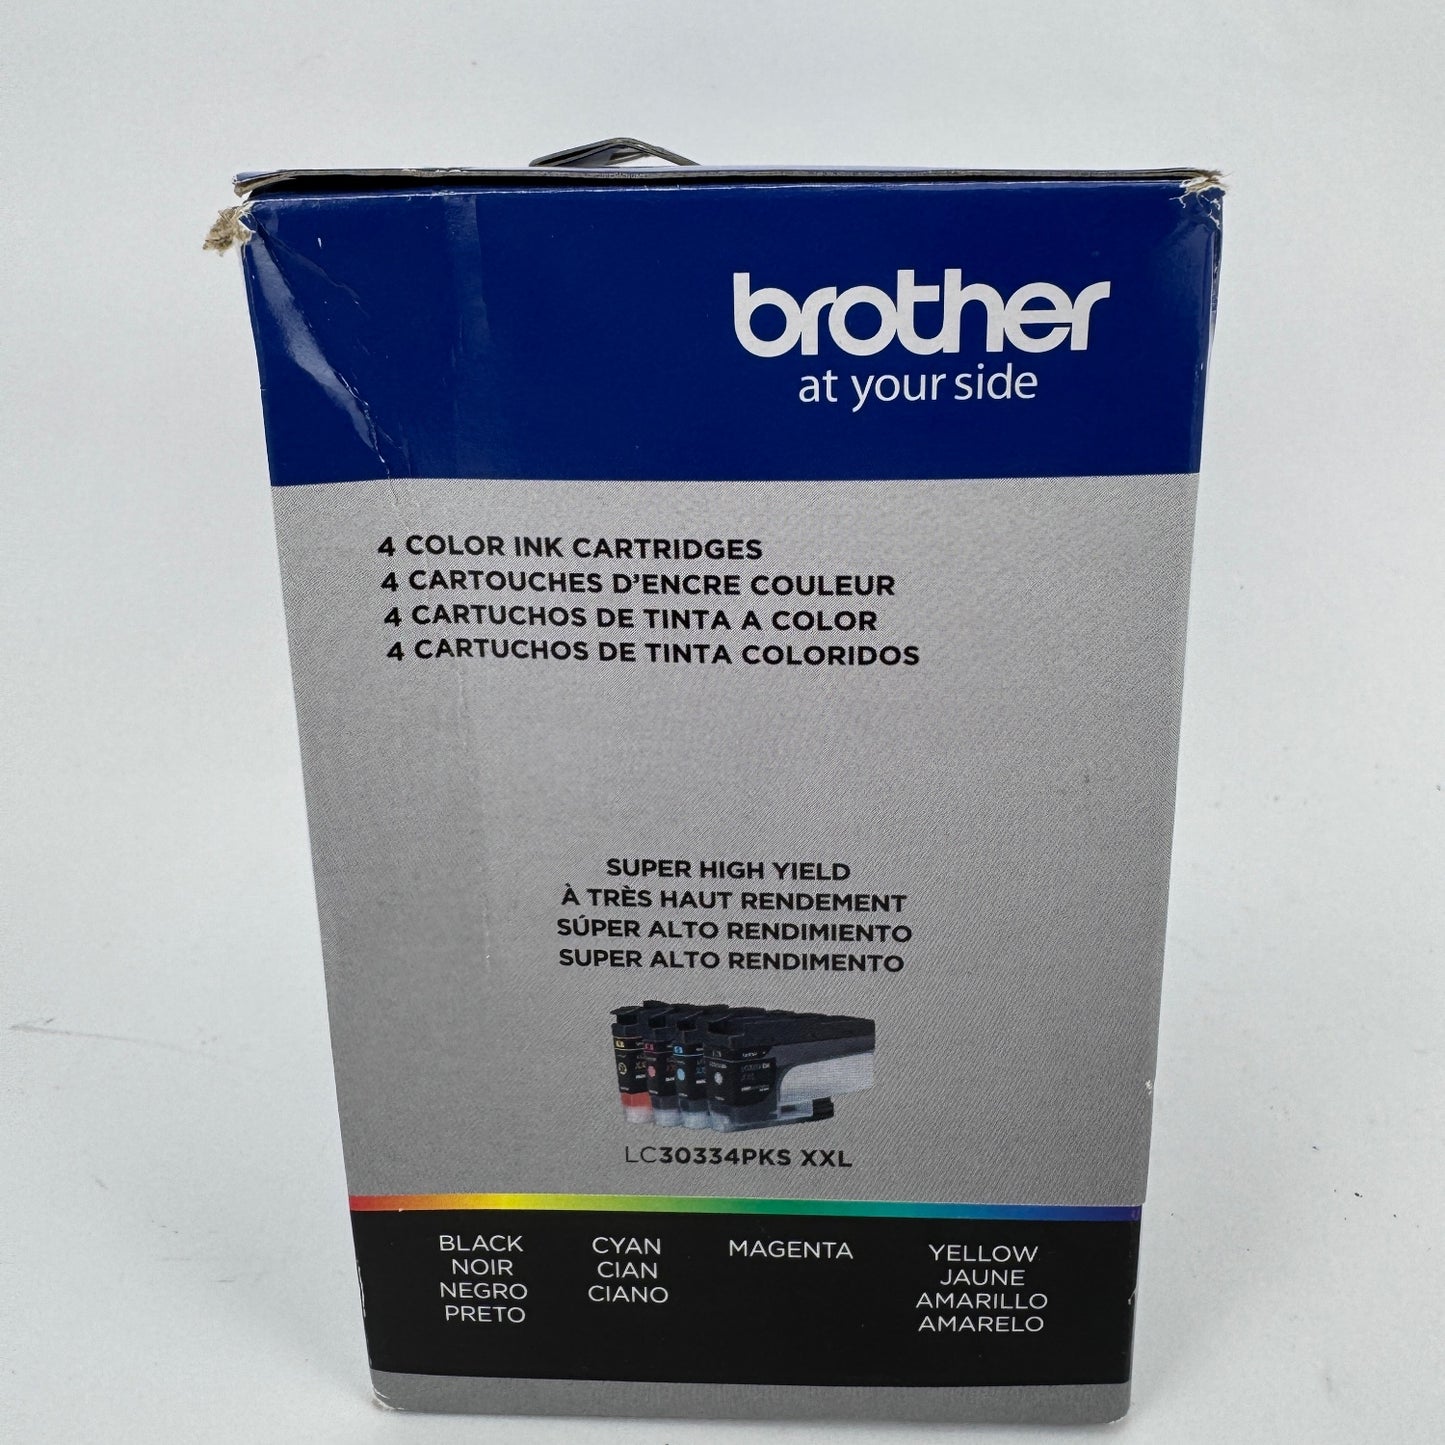 brother
at your side
4 COLOR INK CARTRIDGES
4 CARTOUCHES D'ENCRE COULEUR
4 CARTUCHOS DE TINTA A COLOR
4 CARTUCHOS DE TINTA COLORIDOS
SUPER HIGH YIELD
À TRÈS HAUT RENDEMENT
SÚPER ALTO RENDIMIENTO
SUPER ALTO RENDIMENTO
LC30334PKS XXL
BLACK
NOIR
NEGRO
PRETO
CYAN
CIAN
CIANO
MAGENTA
YELLOW
JAUNE
AMARILLO
AMARELO